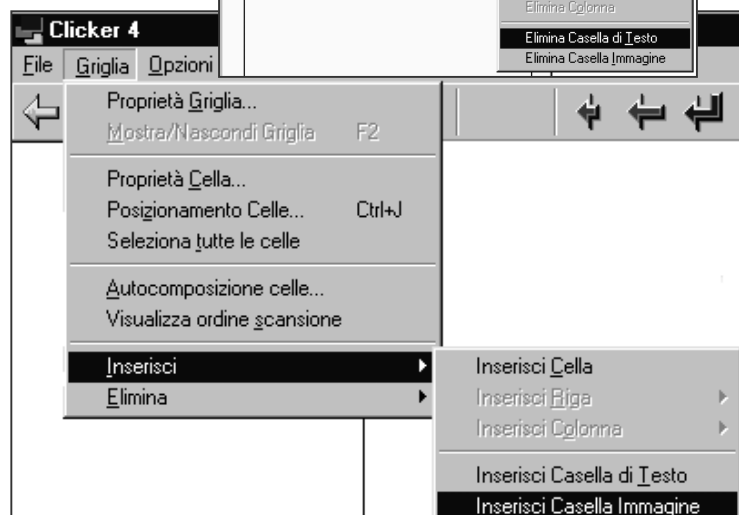 Elimina Colonna
Elimina Casella di Testo
Elimina Casella Immagine
Clicker 4
File Griglia Opzioni
Proprietà Griglia...
Mostra/Nascondi Griglia F2
Proprietà Cella...
Posizionamento Celle... Ctrl+J
Seleziona tutte le celle
Autocomposizione celle...
Visualizza ordine scansione
Inserisci
Elimina
Inserisci Cella
Inserisci Riga
Inserisci Colonna
Inserisci Casella di Testo
Inserisci Casella Immagine